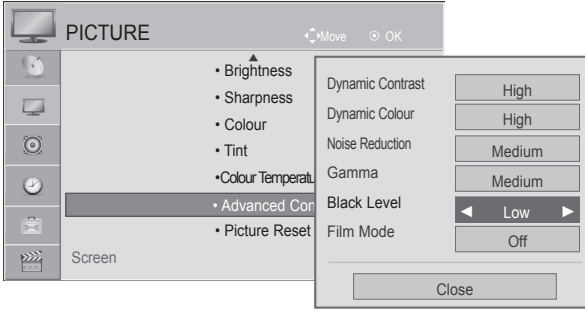 PICTURE
Move
OK
• Brightness
• Sharpness
• Colour
• Tint
•Colour Temperatu
• Advanced Con
• Picture Reset
Screen
Dynamic Contrast High
Dynamic Colour High
Noise Reduction Medium
Gamma Medium
Black Level ◄ Low ►
Film Mode Off
Close